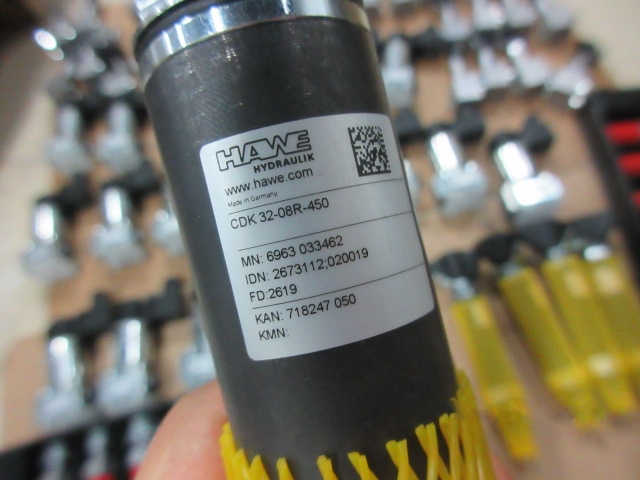 HAWE
HYDRAULIK
www.hawe.com
Made in Germany
CDK 32-08R-450
MN: 6963 033462
IDN: 2673112;020019
FD:2619
KAN: 718247 050
KMN: